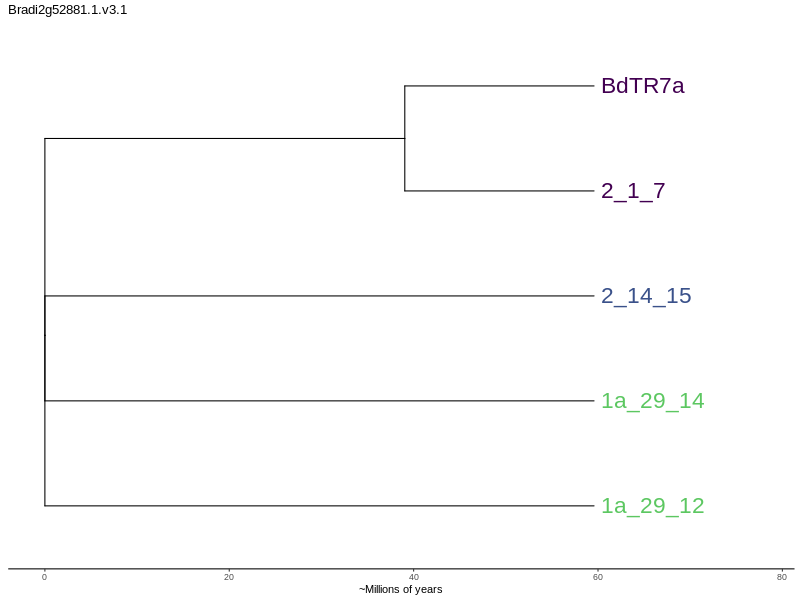 Bradi2g52881.1.v3.1
BdTR7a
2_1_7
2_14_15
1a_29_14
1a_29_12
0 20 40 60 80
~Millions of years